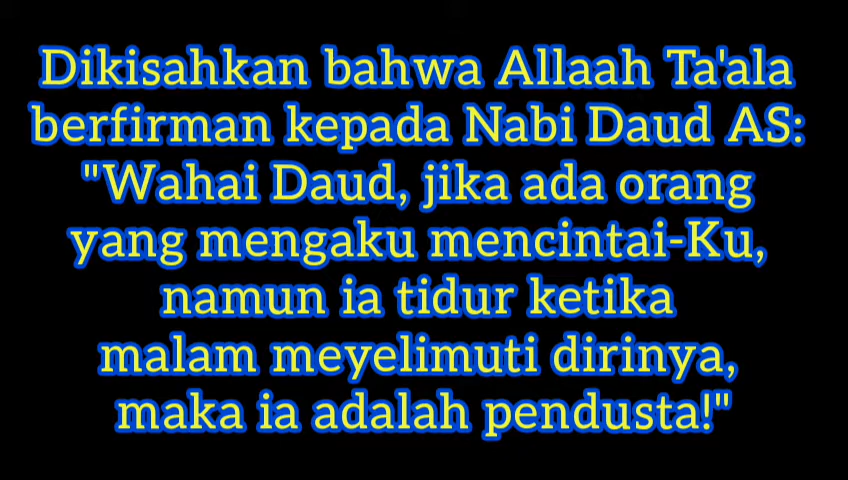 Dikisahkan bahwa Allaah Ta'ala
berfirman kepada Nabi Daud AS:
"Wahai Daud, jika ada orang
yang mengaku mencintai-Ku,
namun ia tidur ketika
malam meyelimuti dirinya,
maka ia adalah pendusta!"